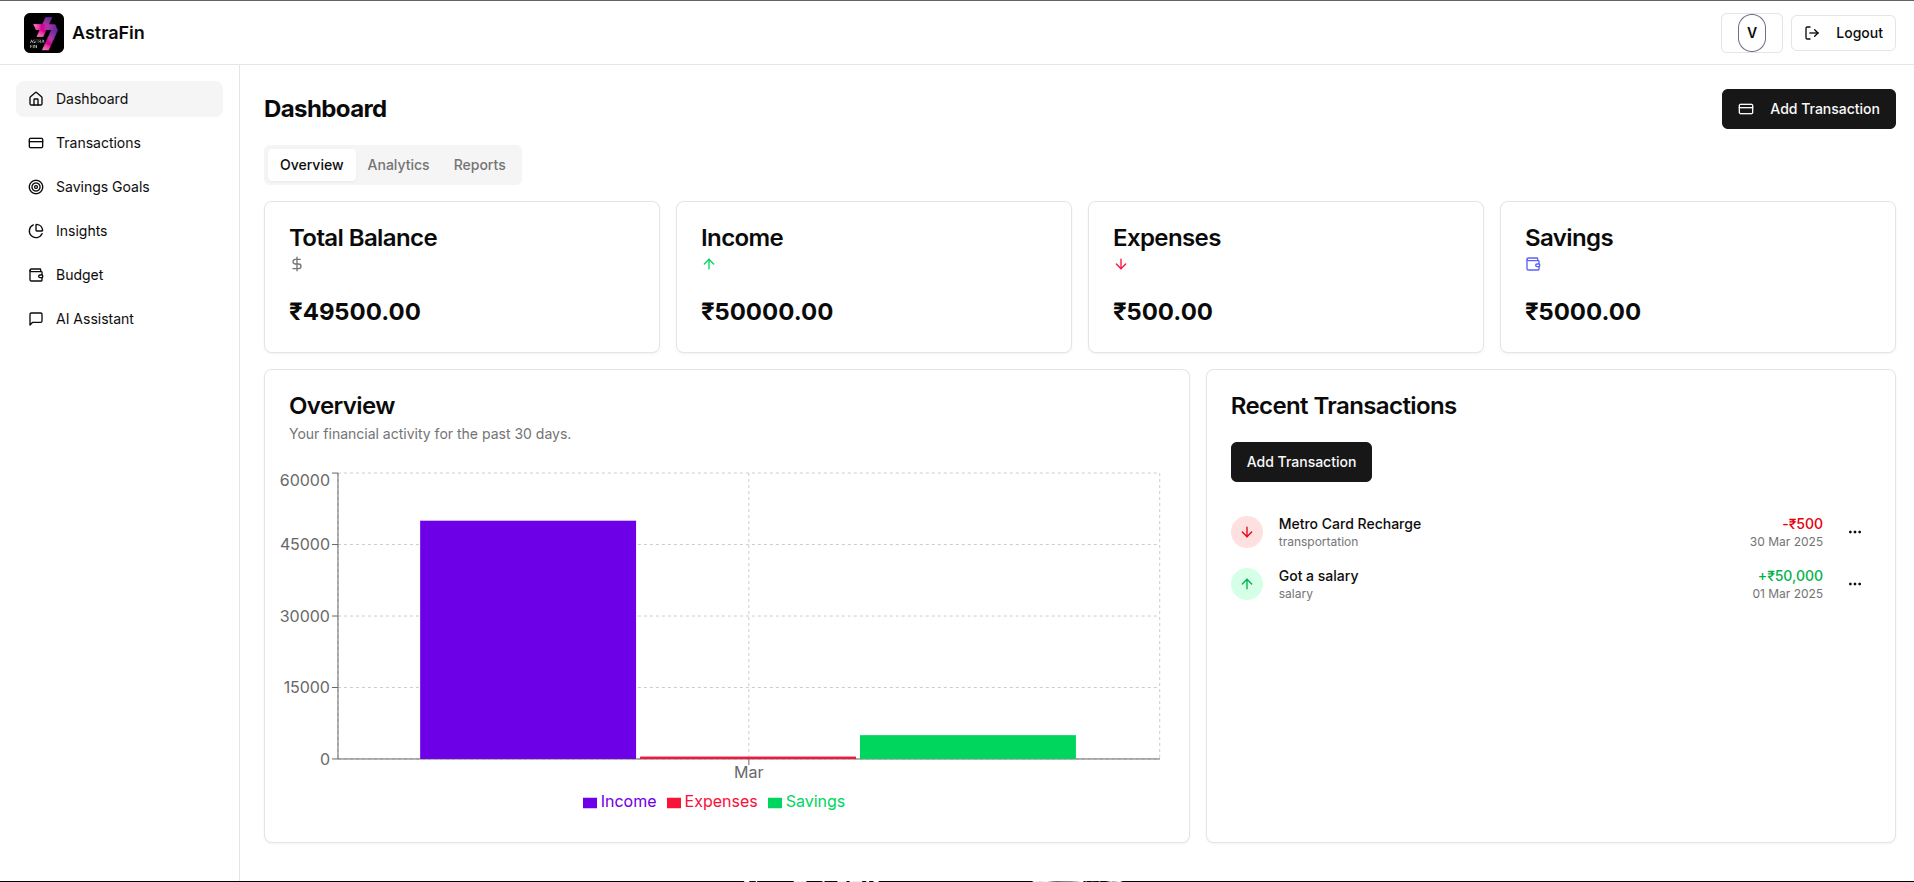 ASTRA
FIN
AstraFin
V
Logout
Dashboard
Transactions
Savings Goals
Insights
Budget
AI Assistant
Dashboard
Add Transaction
Overview Analytics Reports
Total Balance
$
₹49500.00
Income
₹50000.00
Expenses
₹500.00
Savings
₹5000.00
Overview
Your financial activity for the past 30 days.
60000
45000
30000
15000
0
Mar
Income Expenses Savings
Recent Transactions
Add Transaction
Metro Card Recharge -₹500
transportation 30 Mar 2025
Got a salary +₹50,000
salary 01 Mar 2025